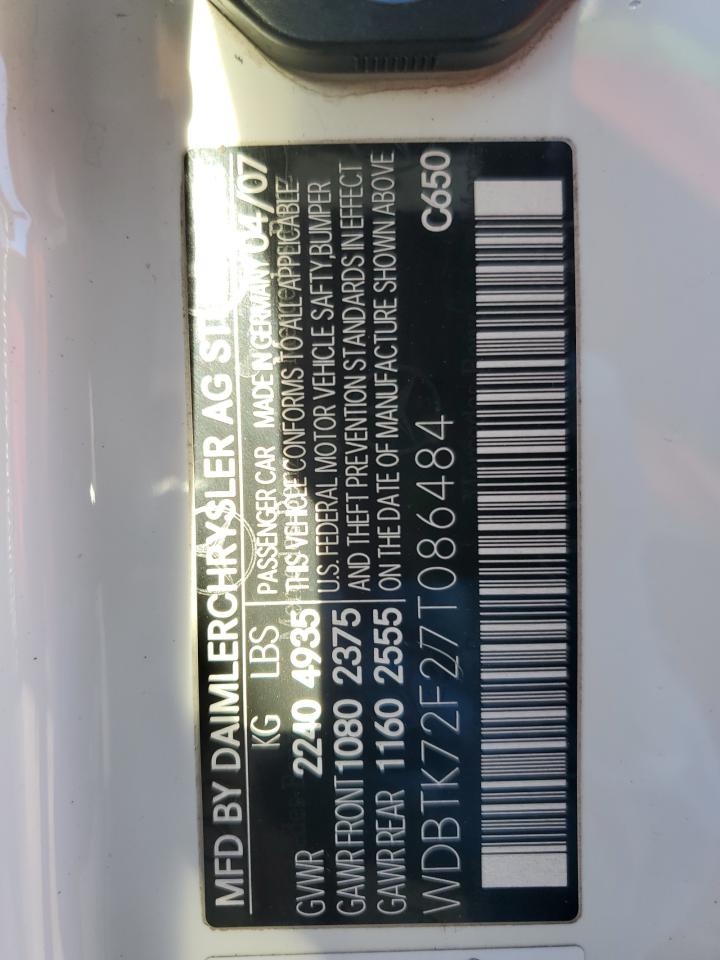 MFD BY DAIMLERCHRYSLER AG 04/07
KG LBS PASSENGER CAR MADE IN GERMANY
GVWR 2240 4935 THIS VEHICLE CONFORMS TO ALL APPLICABLE
U.S. FEDERAL MOTOR VEHICLE SAFTY, BUMPER
GAWR FRONT 1080 2375 AND THEFT PREVENTION STANDARDS IN EFFECT
GAWR REAR 1160 2555 ON THE DATE OF MANUFACTURE SHOWN ABOVE
WDBTK72F27T086484 C650